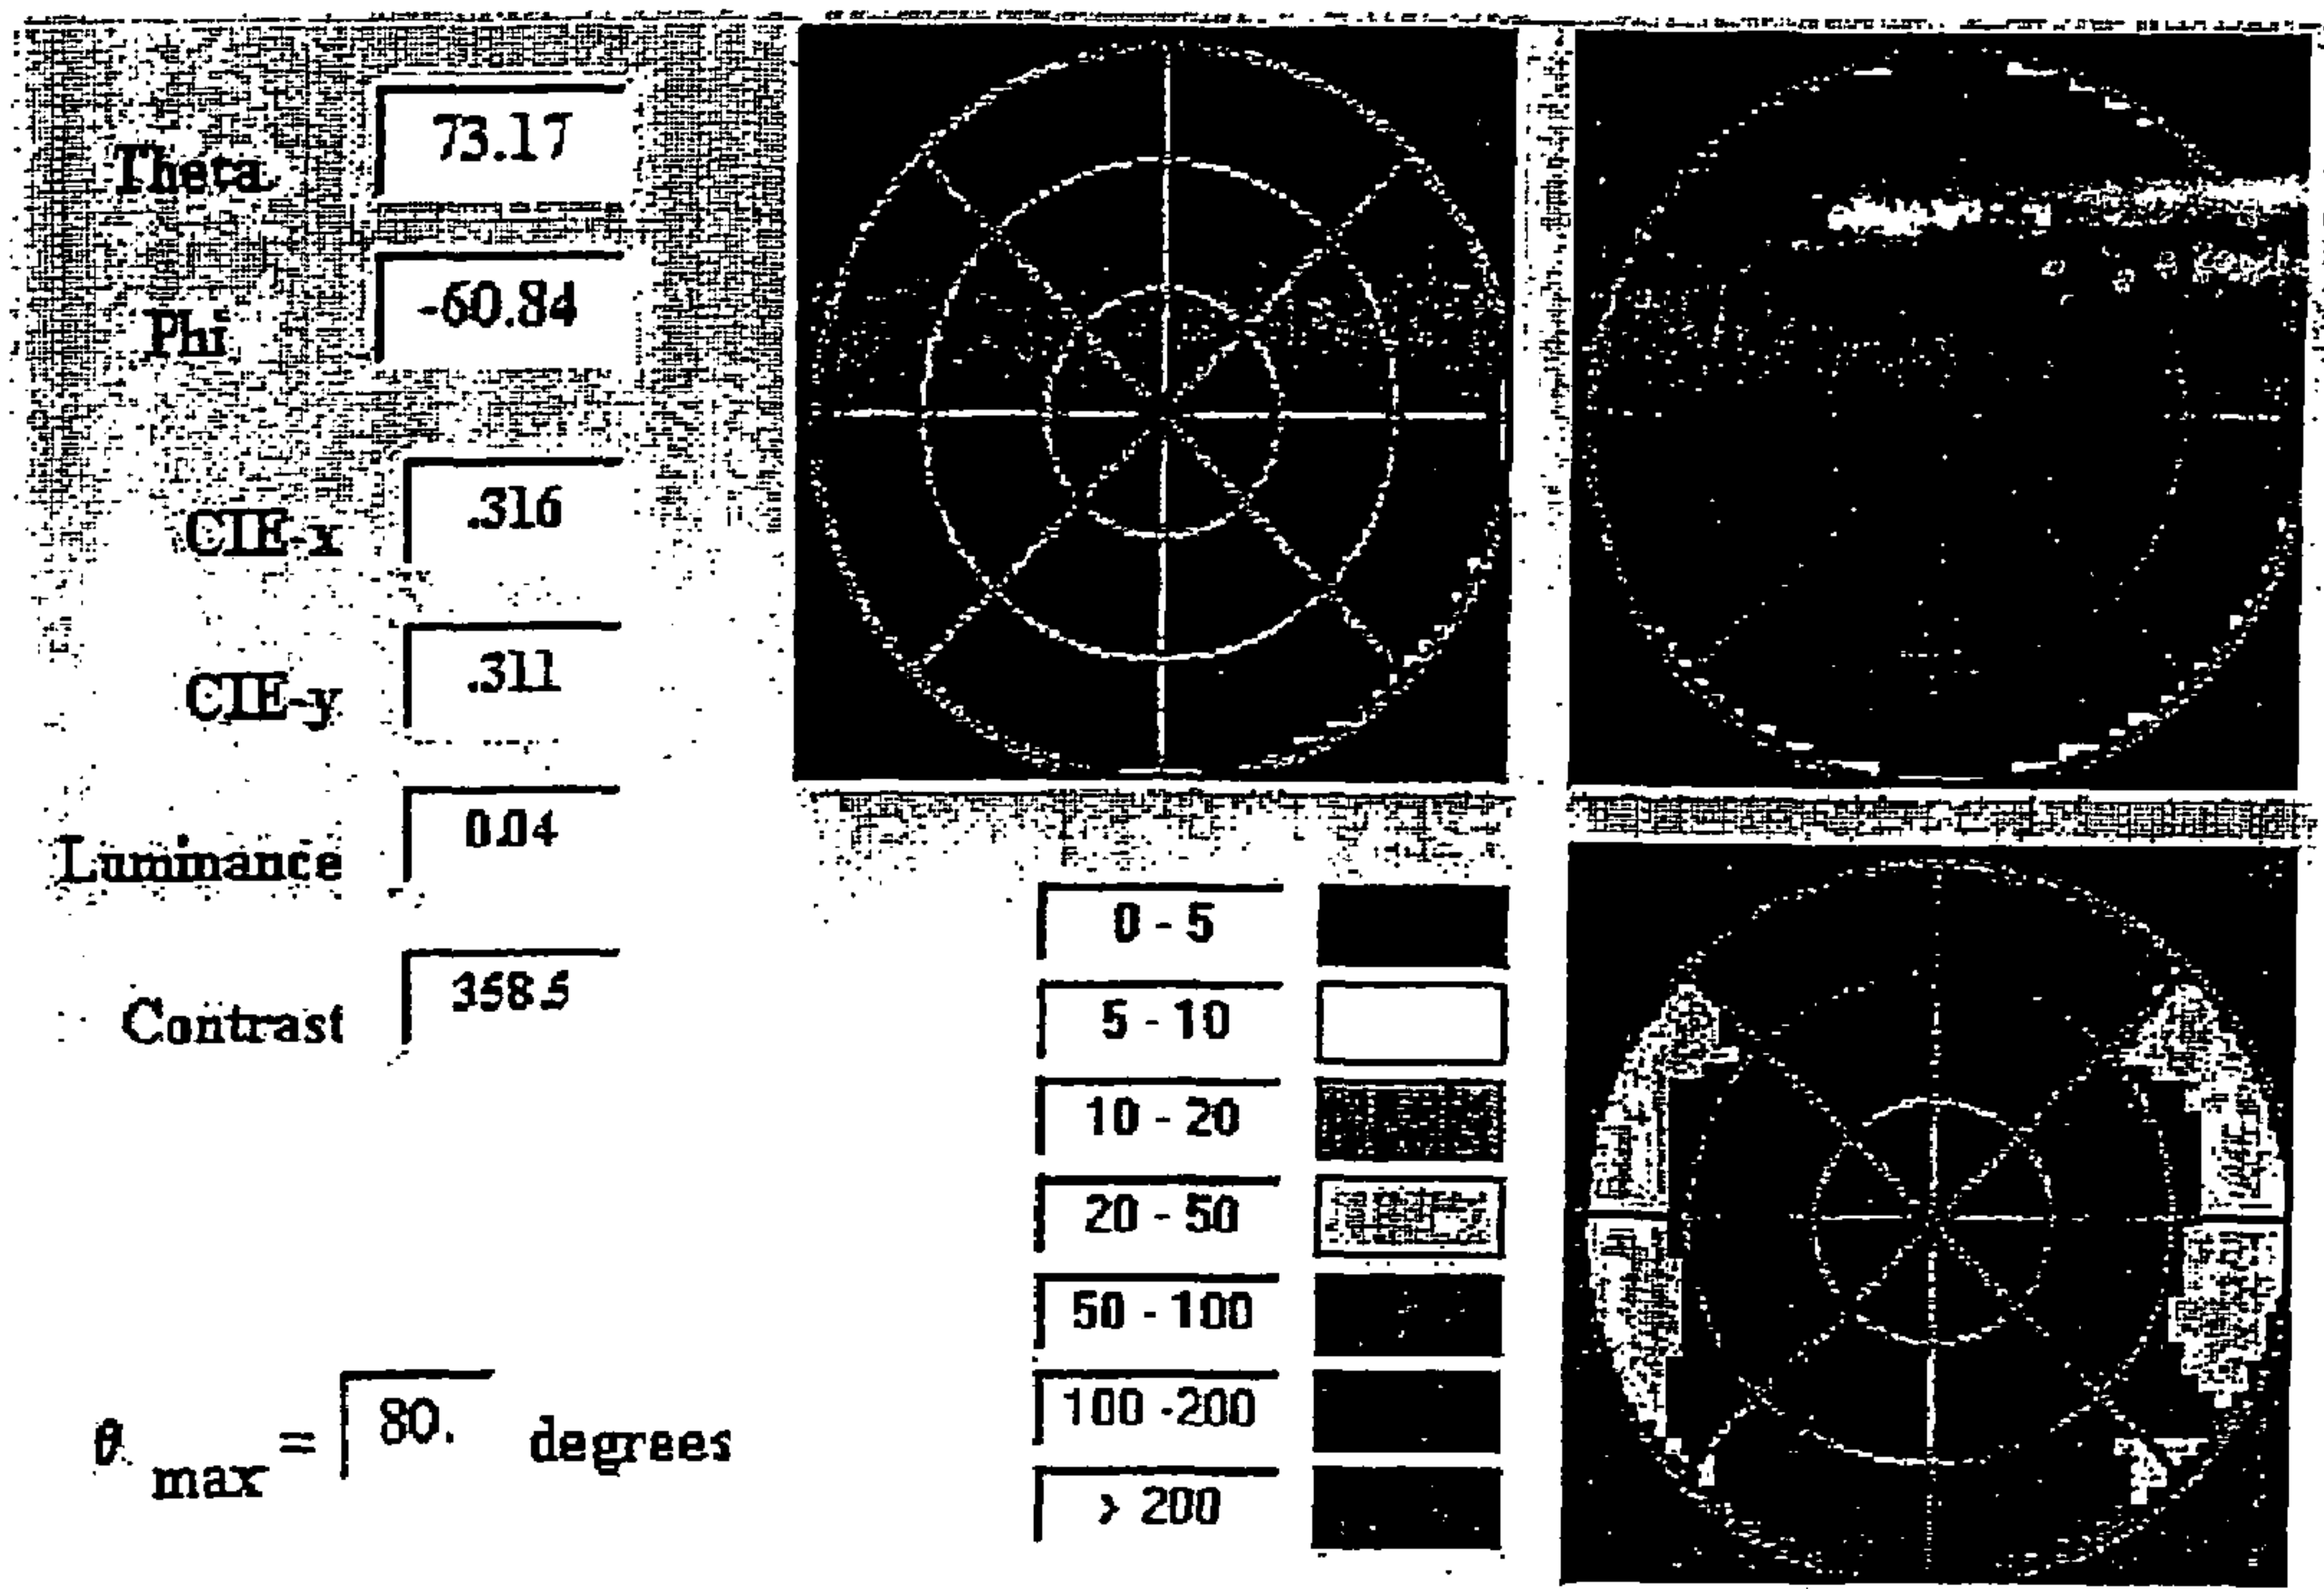 Theta 73.17
Phi -60.84
CIE-x .316
CIE-y .311
Luminance 0.04
Contrast 358.5
θ max = 80. degrees
0 - 5
5 - 10
10 - 20
20 - 50
50 - 100
100 -200
> 200